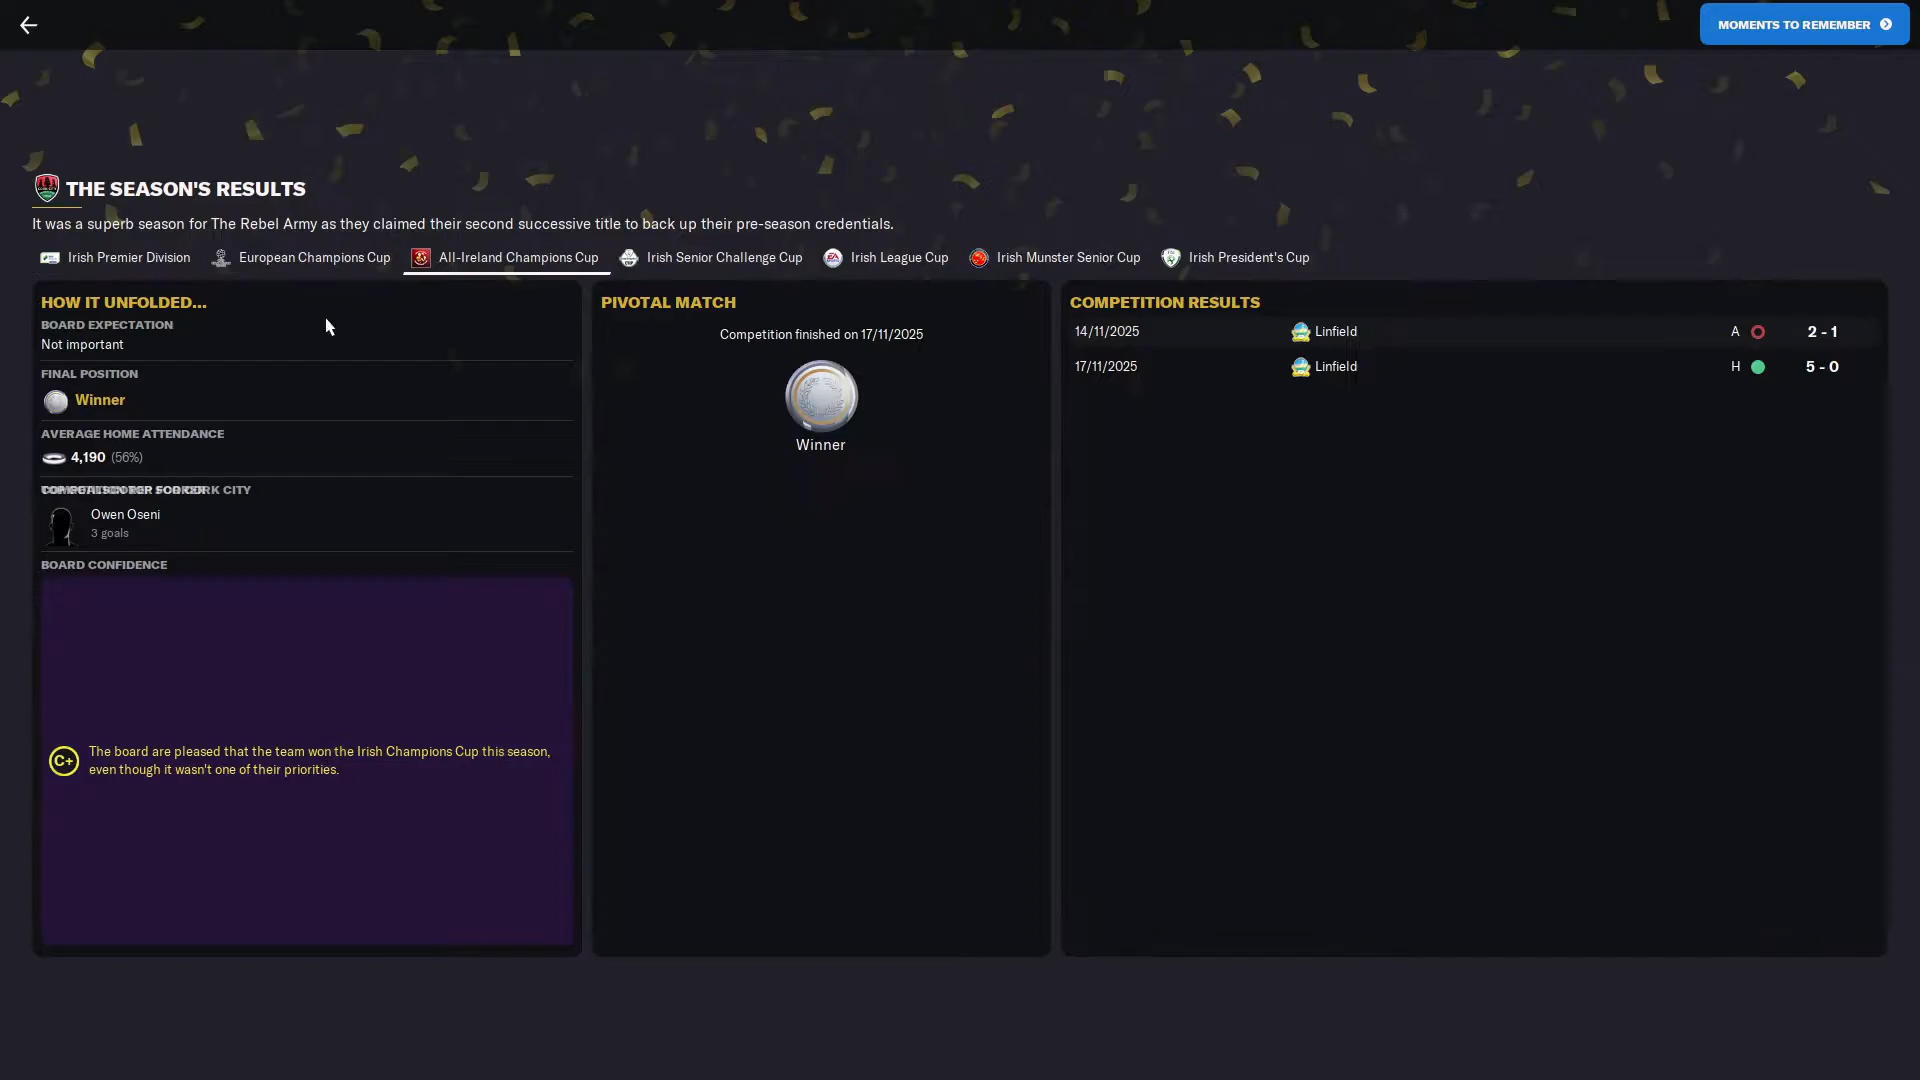 MOMENTS TO REMEMBER
THE SEASON'S RESULTS
It was a superb season for The Rebel Army as they claimed their second successive title to back up their pre-season credentials.
Irish Premier Division European Champions Cup All-Ireland Champions Cup Irish Senior Challenge Cup Irish League Cup Irish Munster Senior Cup Irish President's Cup
HOW IT UNFOLDED...
BOARD EXPECTATION
Not important
FINAL POSITION
Winner
AVERAGE HOME ATTENDANCE
4,190 (56%)
CITY
Owen Oseni
3 goals
BOARD CONFIDENCE
C+
The board are pleased that the team won the Irish Champions Cup this season,
even though it wasn't one of their priorities.
PIVOTAL MATCH
Competition finished on 17/11/2025
Winner
COMPETITION RESULTS
14/11/2025 Linfield A 2 - 1
17/11/2025 Linfield H 5 - 0